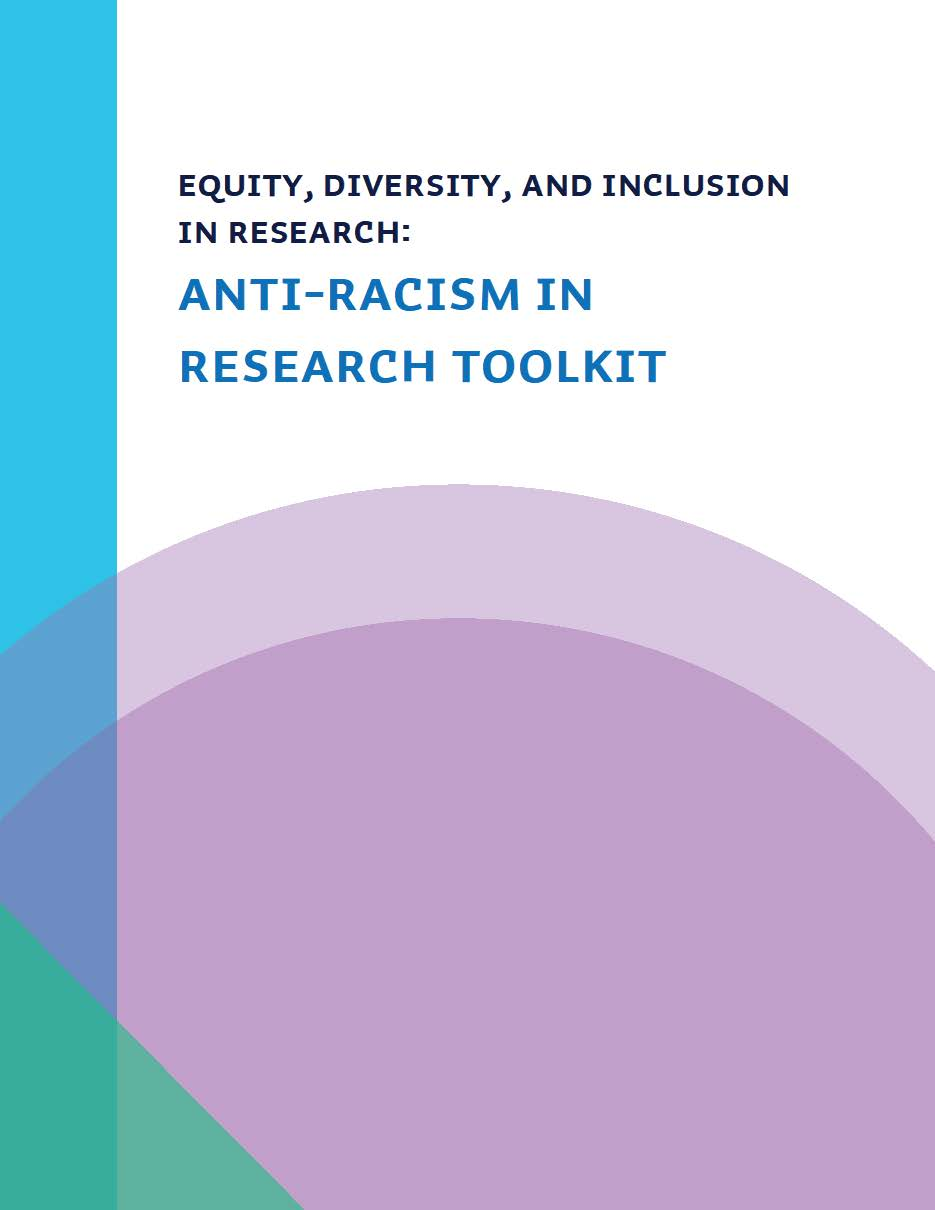 EQUITY, DIVERSITY, AND INCLUSION
IN RESEARCH:
ANTI-RACISM IN
RESEARCH TOOLKIT